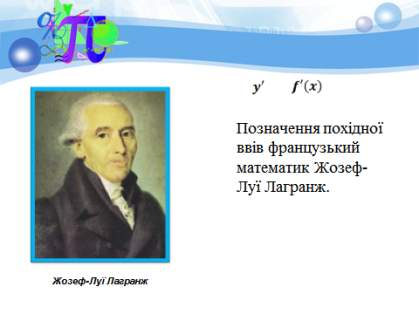 y′ f′(x)
Позначення похідної
ввів французький
математик Жозеф-
Луї Лагранж.
Жозеф-Луї Лагранж